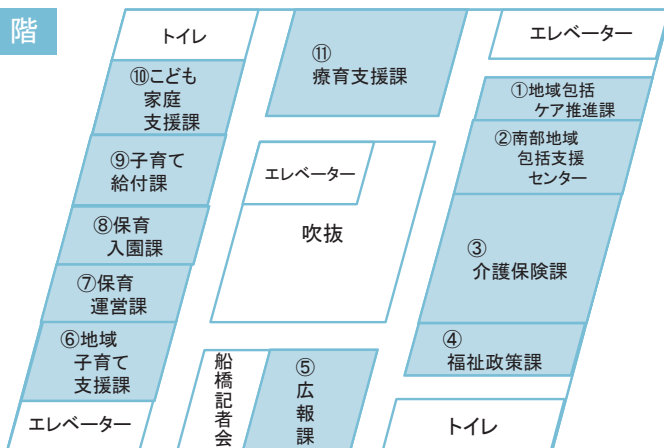 階
トイレ
⑪
療育支援課
エレベーター
⑩こども
家庭
支援課
①地域包括
ケア推進課
②南部地域
包括支援
センター
⑨子育て
給付課
エレベーター
吹抜
⑧保育
入園課
③
介護保険課
⑦保育
運営課
⑥地域
子育て
支援課
④
福祉政策課
船橋記者会
⑤
広報課
エレベーター
トイレ